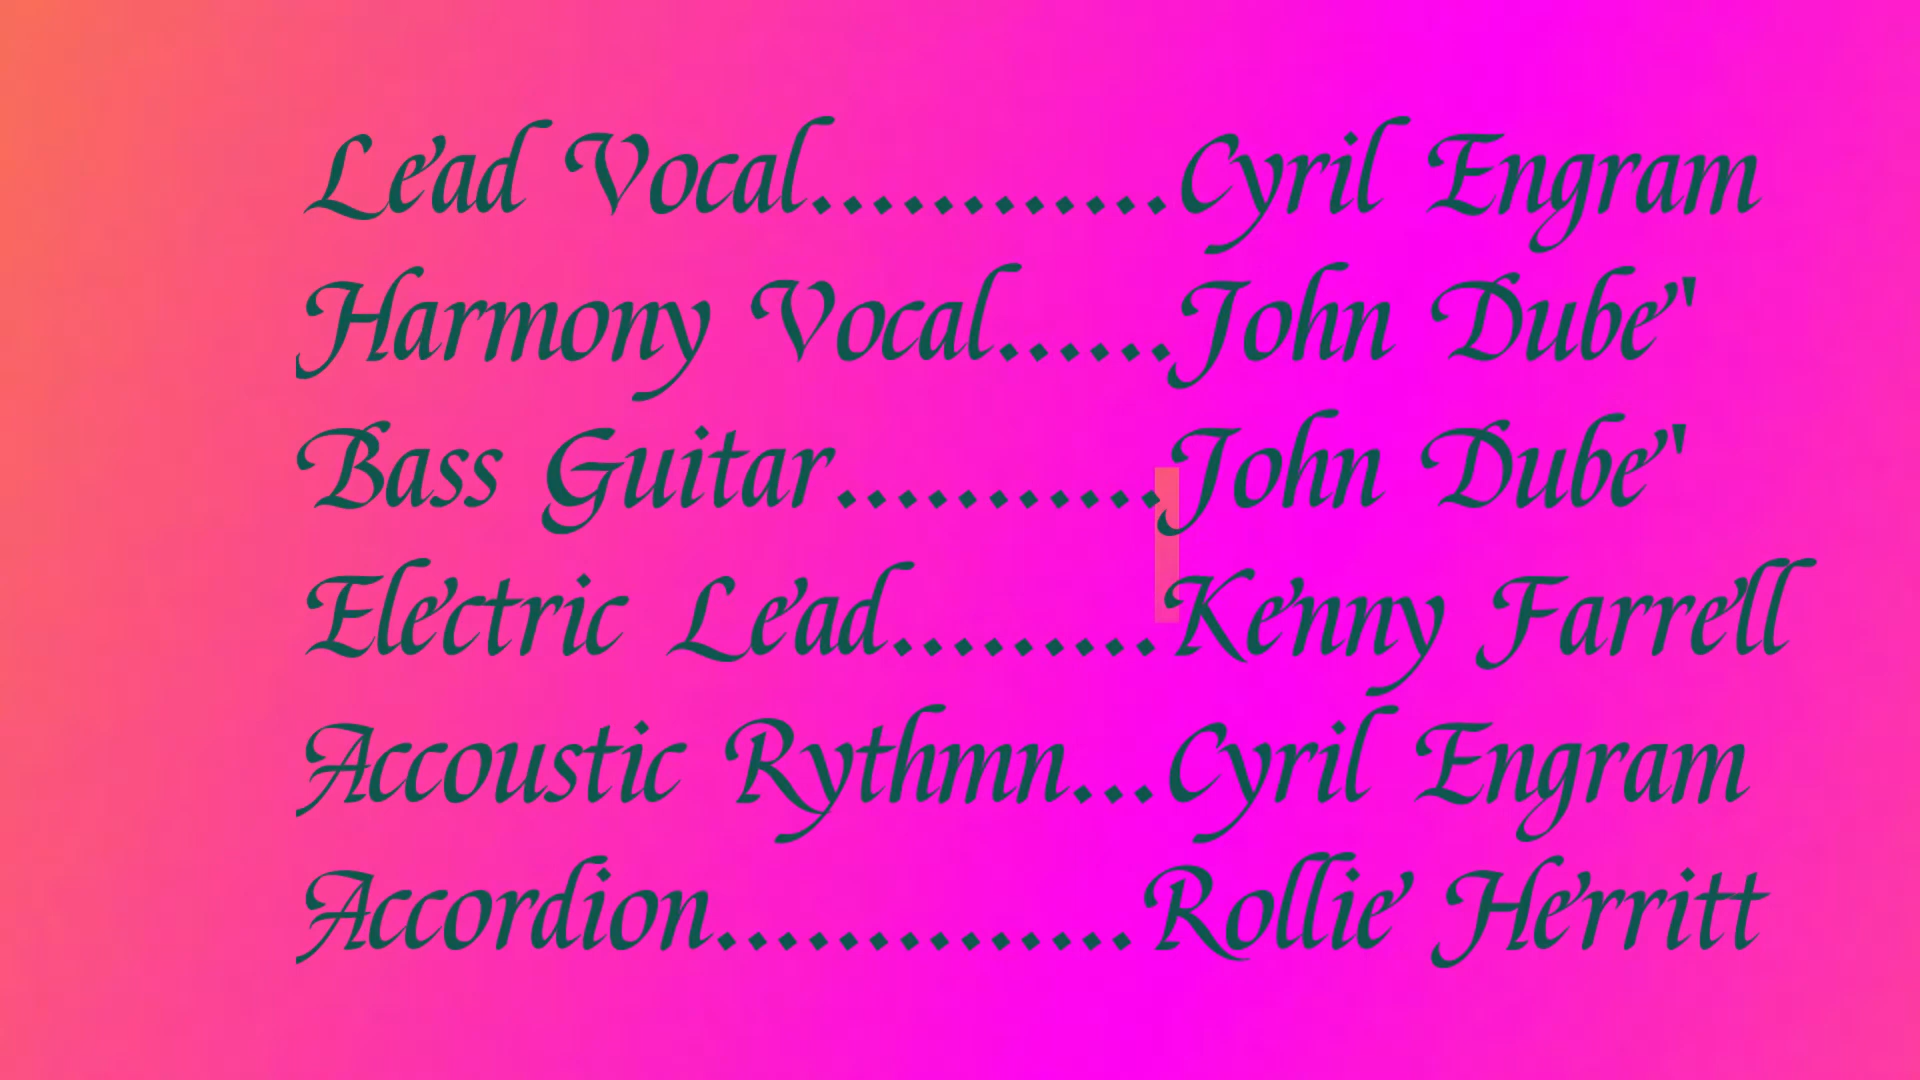 Lead Vocal............Cyril Engram
Harmony Vocal......John Dube'
Bass Guitar...........John Dube'
Electric Lead.........Kenny Farrell
Accoustic Rythmn...Cyril Engram
Accordion..............Rollie Herritt